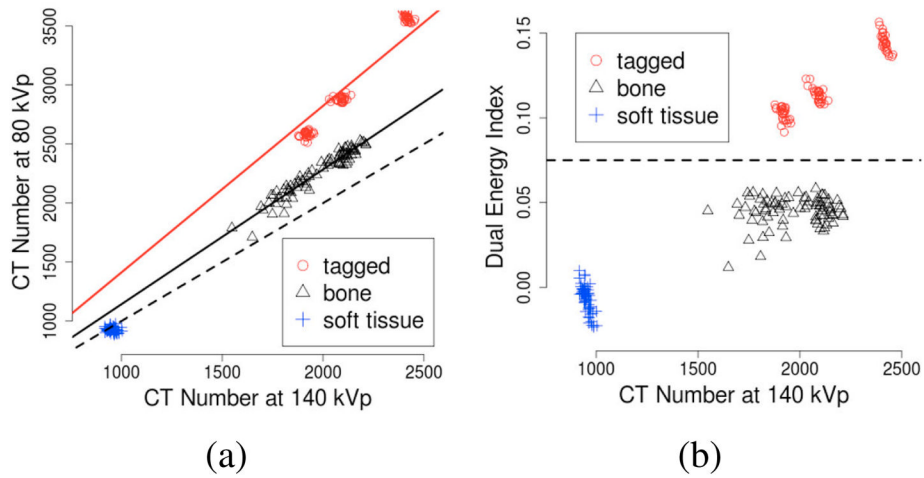 CT Number at 80 kVp
3500
3000
2500
2000
1500
1000
tagged
bone
soft tissue
1000 1500 2000 2500
CT Number at 140 kVp
(a)
Dual Energy Index
0.15
0.10
0.05
0.00
tagged
bone
soft tissue
1000 1500 2000 2500
CT Number at 140 kVp
(b)